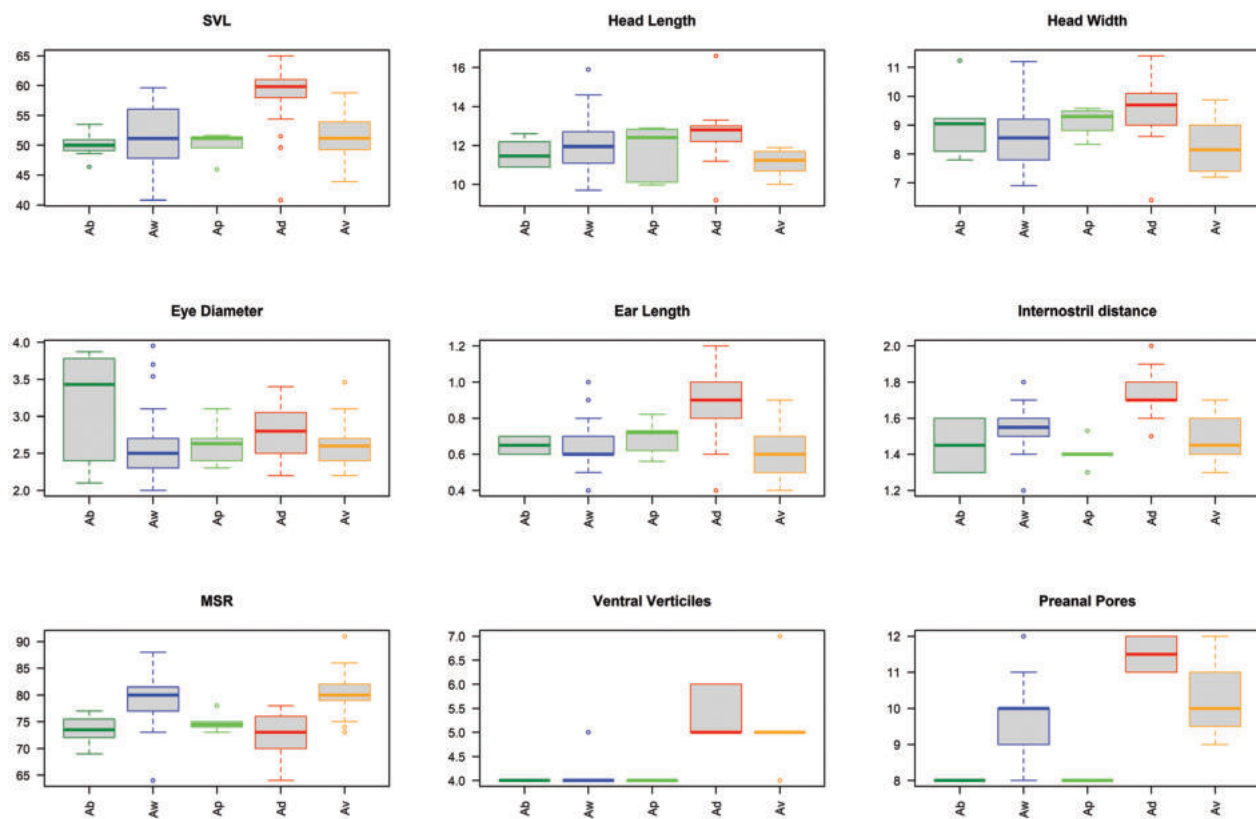 SVL Head Length Head Width
65 60 55 50 45 40
16 14 12 10
11 10 9 8 7
Ab Aw Ap Ad Av
Ab Aw Ap Ad Av
Ab Aw Ap Ad Av
Eye Diameter Ear Length Internostril distance
4.0 3.5 3.0 2.5 2.0
1.2 1.0 0.8 0.6 0.4
2.0 1.8 1.6 1.4 1.2
Ab Aw Ap Ad Av
Ab Aw Ap Ad Av
Ab Aw Ap Ad Av
MSR Ventral Verticiles Preanal Pores
90 85 80 75 70 65
7.0 6.5 6.0 5.5 5.0 4.5 4.0
12 11 10 9 8
Ab Aw Ap Ad Av
Ab Aw Ap Ad Av
Ab Aw Ap Ad Av